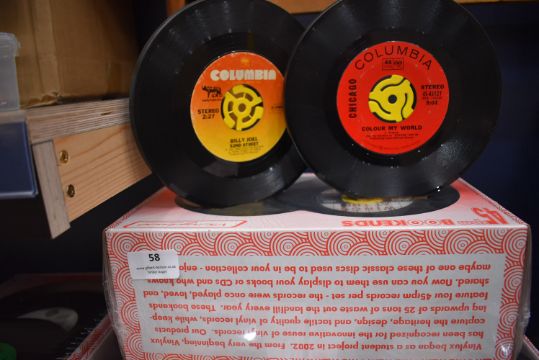 COLUMBIA
STEREO
2:27
BILLY JOEL
52ND STREET
COLUMBIA
CHICAGO
STEREO
COLOUR MY WORLD
45
BOOKENDS
58
Vinylux began as a student project in 2002. From the very beginning, Vinylux
has been recognized for the innovative reuse of vinyl records. Our products
capture the nostalgic, design, and tactile quality of vinyl records, while keep-
ing upwards of 25 tons of waste out the landfill every year. These bookends
feature four 45rpm records per set - the records were once played, loved, and
shared. Now you can use them to display your books or CDs and who knows
maybe one of these classic discs used to be in your own collection - enjoy